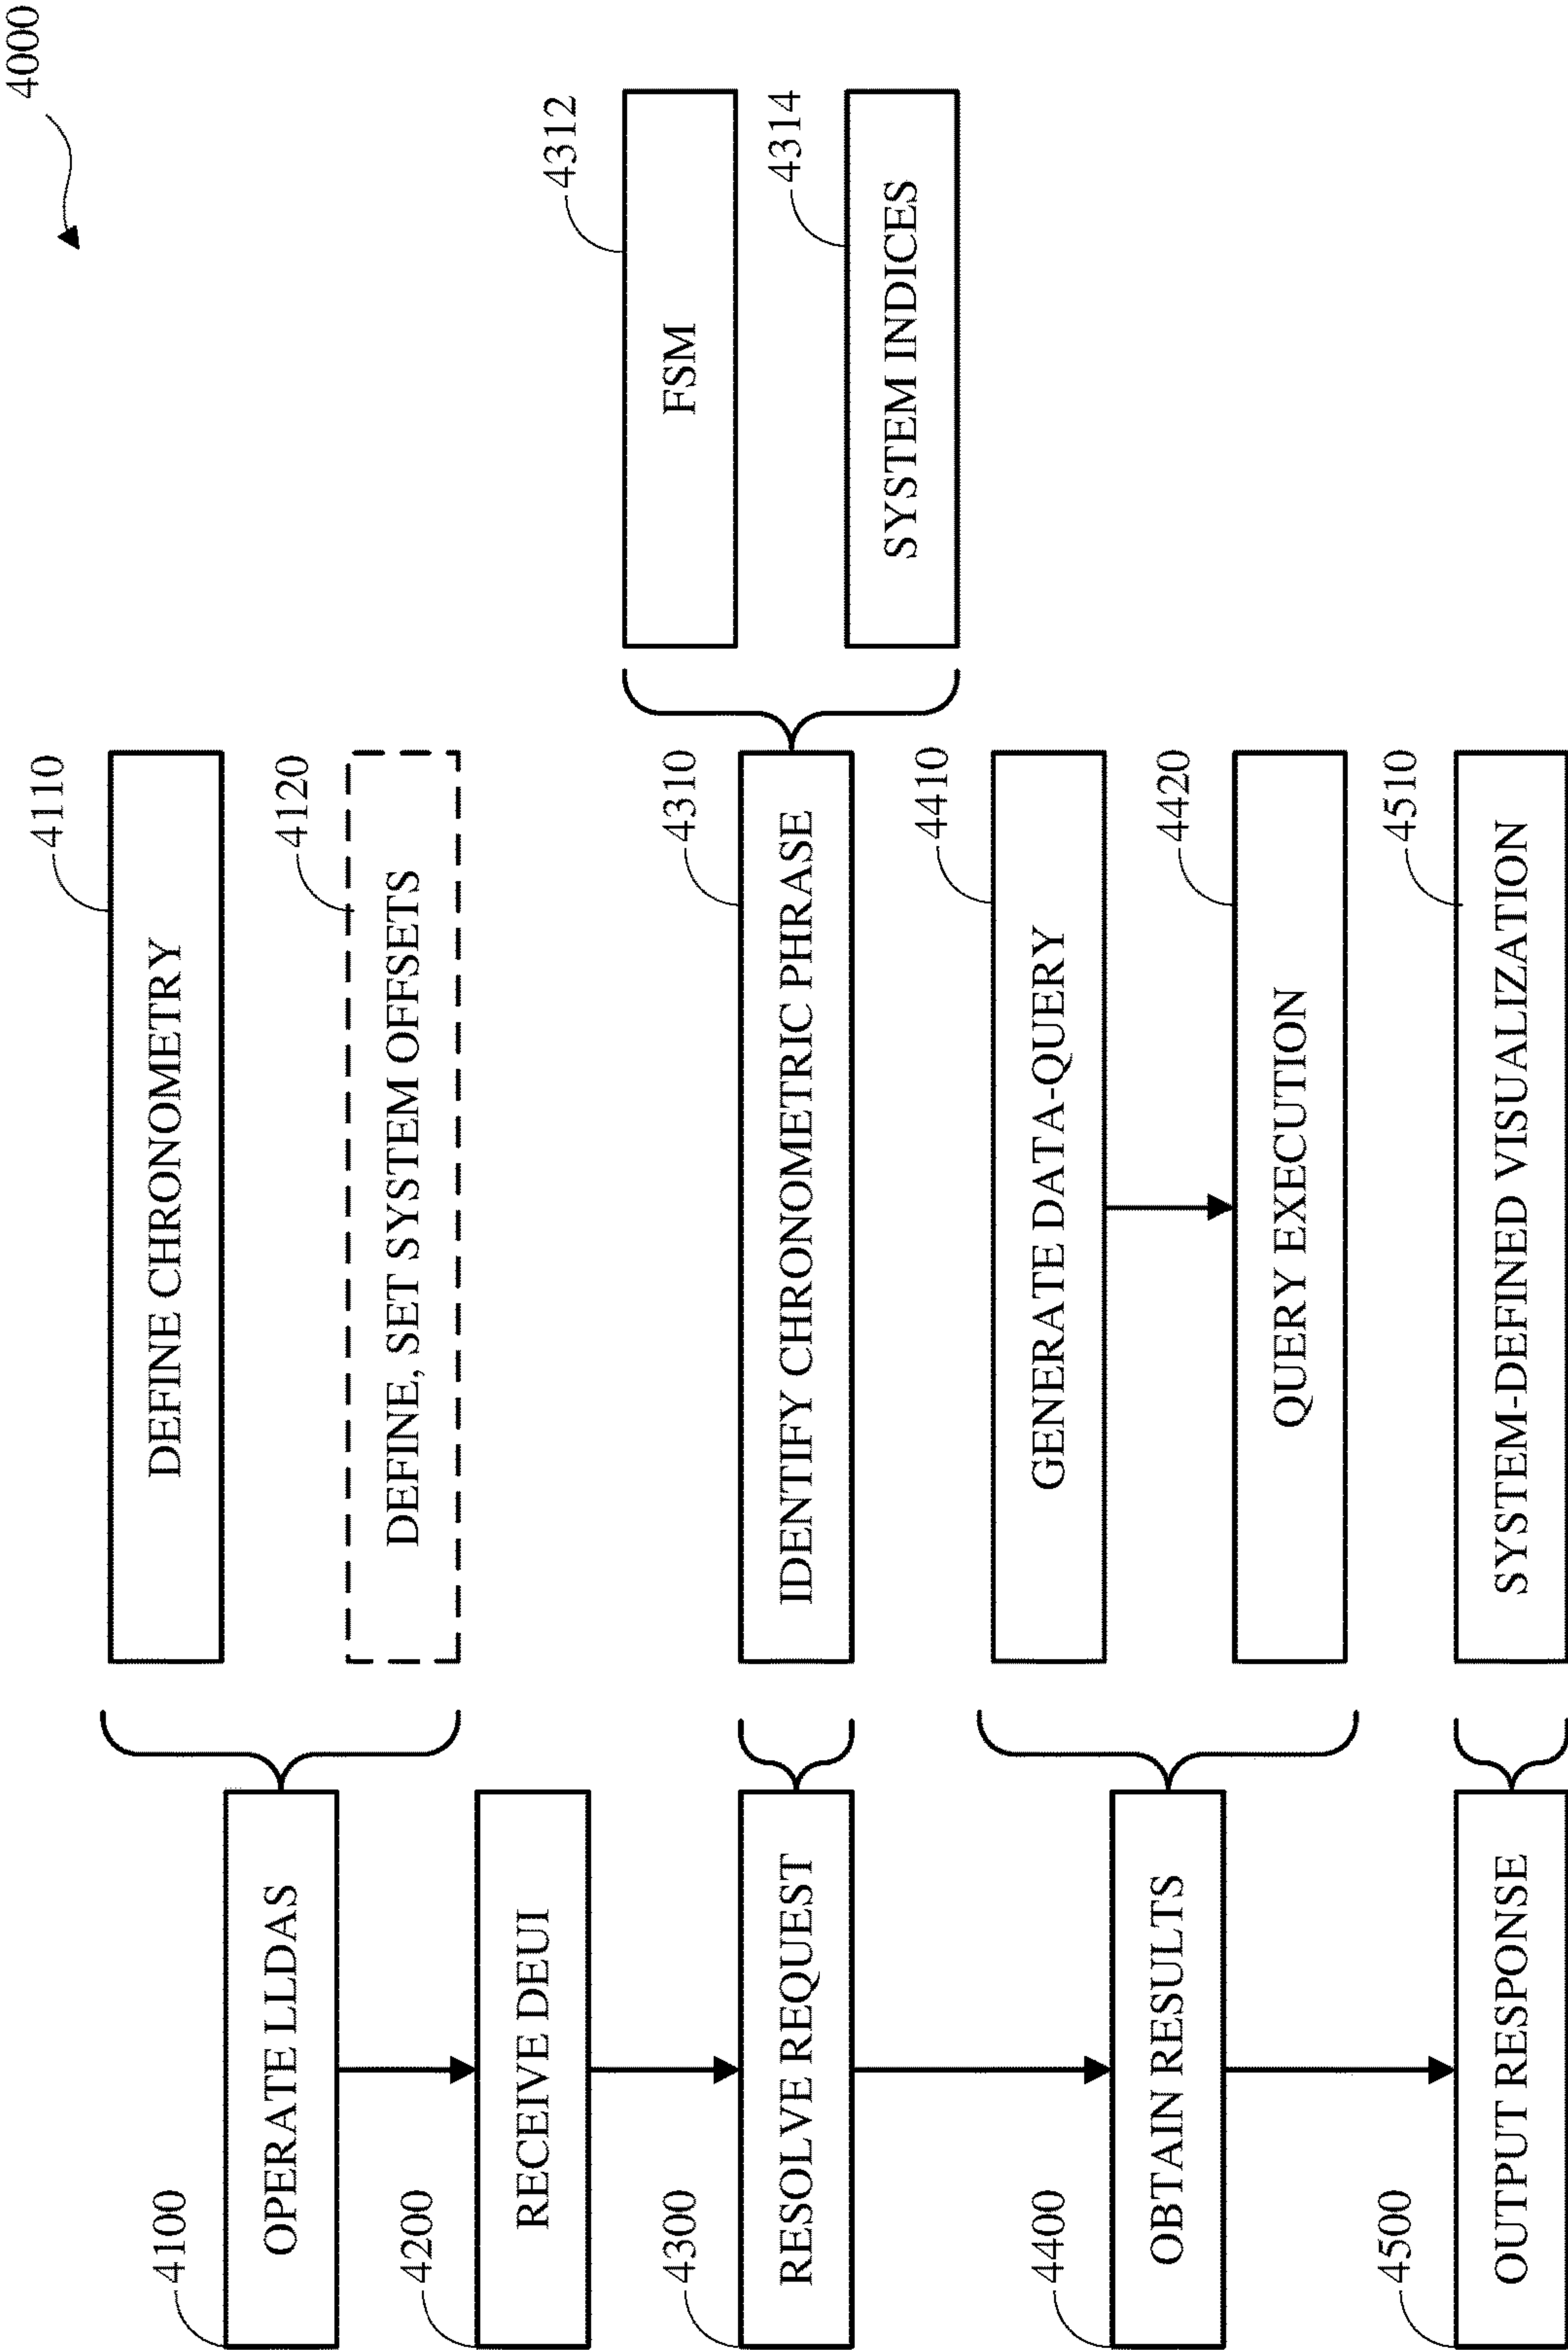 4000
4100
OPERATE LLDAS
4110
DEFINE CHRONOMETRY
4120
DEFINE, SET SYSTEM OFFSETS
4200
RECEIVE DEUI
4300
RESOLVE REQUEST
4310
IDENTIFY CHRONOMETRIC PHRASE
4312
FSM
4314
SYSTEM INDICES
4400
OBTAIN RESULTS
4410
GENERATE DATA-QUERY
4420
QUERY EXECUTION
4500
OUTPUT RESPONSE
4510
SYSTEM-DEFINED VISUALIZATION